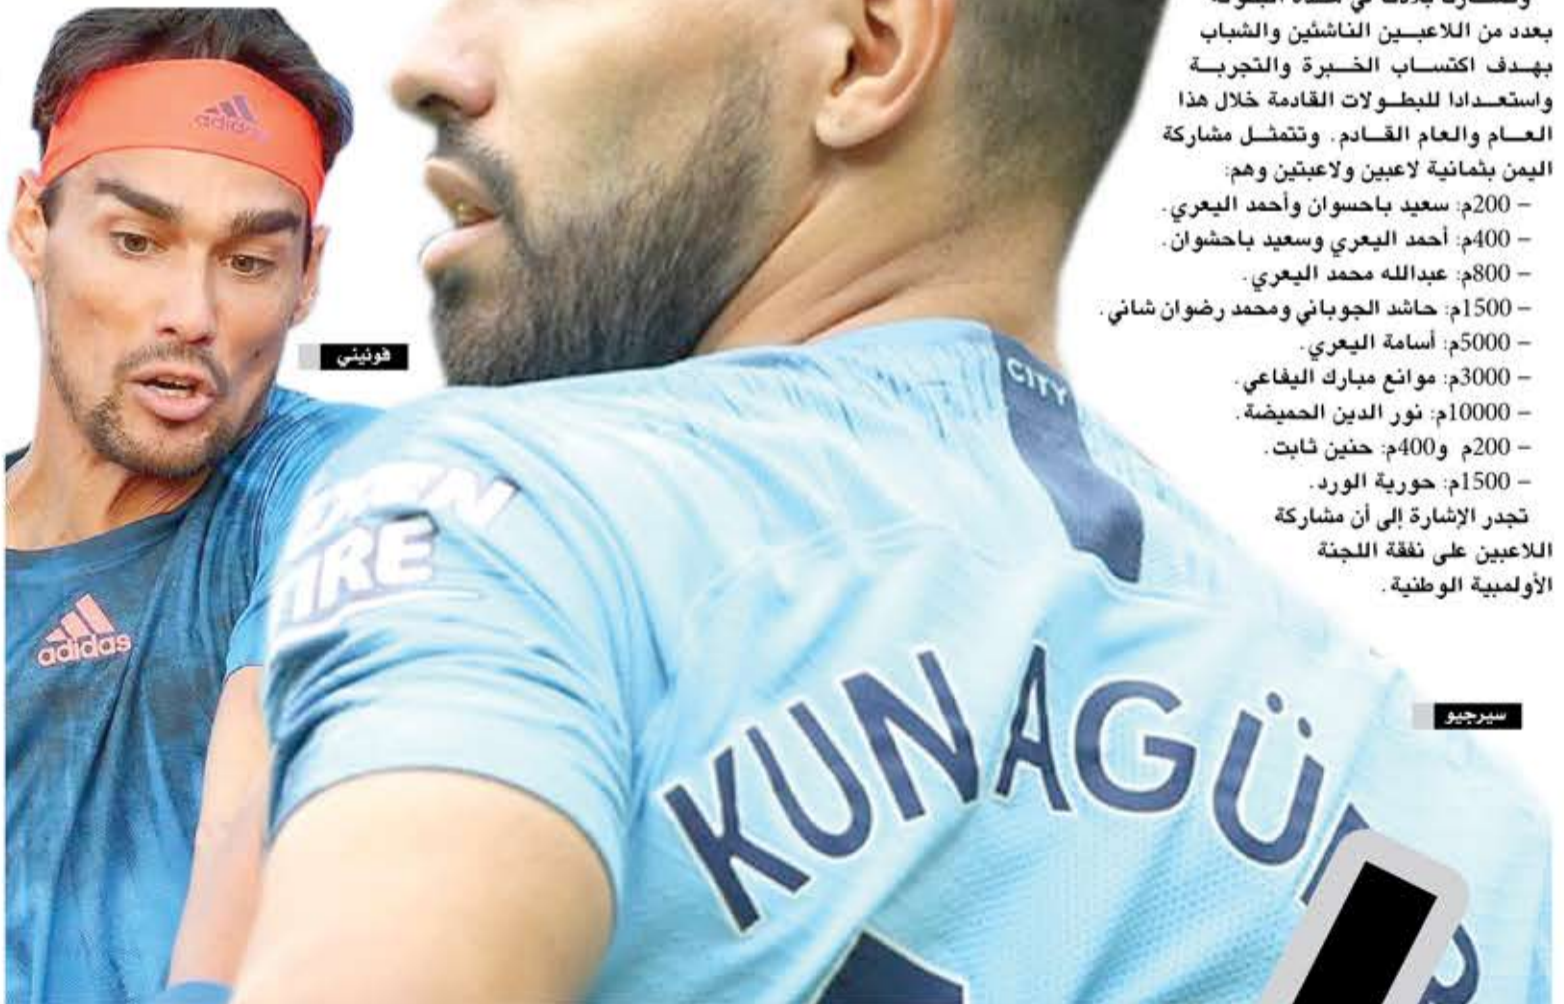 بعدد من اللاعبين الناشئين والشباب
بهدف اكتساب الخبرة والتجربة
واستعدادا للبطولات القادمة خلال هذا
العام والعام القادم. وتتمثل مشاركة
اليمن بثمانية لاعبين ولاعبتين وهم:
– 200م: سعيد باحسوان وأحمد اليعري.
– 400م: أحمد اليعري وسعيد باحشوان.
– 800م: عبدالله محمد اليعري.
– 1500م: حاشد الجوباني ومحمد رضوان شاني.
– 5000م: أسامة اليعري.
– 3000م: موانع مبارك اليفاعي.
– 10000م: نور الدين الحميضة.
– 200م و400م: حنين ثابت.
– 1500م: حورية الورد.
تجدر الإشارة إلى أن مشاركة
اللاعبين على نفقة اللجنة
الأولمبية الوطنية.
فونيني
سيرجيو
adidas
adidas
CITY
IRE
KUNAGÜ